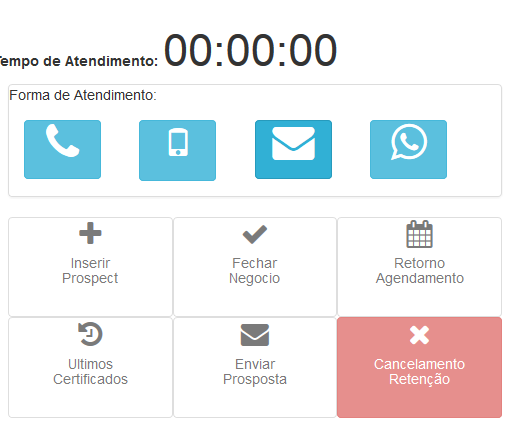 Tempo de Atendimento: 00:00:00
Forma de Atendimento:
Inserir
Prospect
Fechar
Negocio
Retorno
Agendamento
Ultimos
Certificados
Enviar
Prosposta
Cancelamento
Retenção